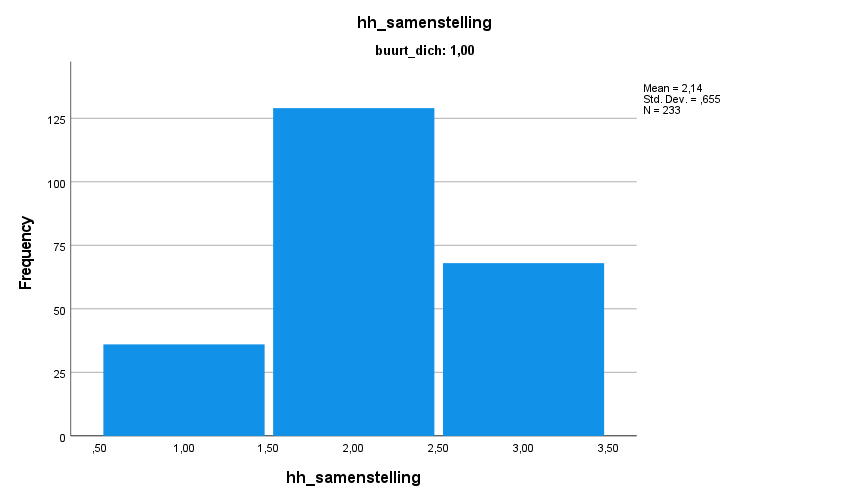 hh_samenstelling
buurt_dich: 1,00
Mean = 2,14
Std. Dev. = ,655
N = 233
Frequency
125
100
75
50
25
0
,50 1,00 1,50 2,00 2,50 3,00 3,50
hh_samenstelling